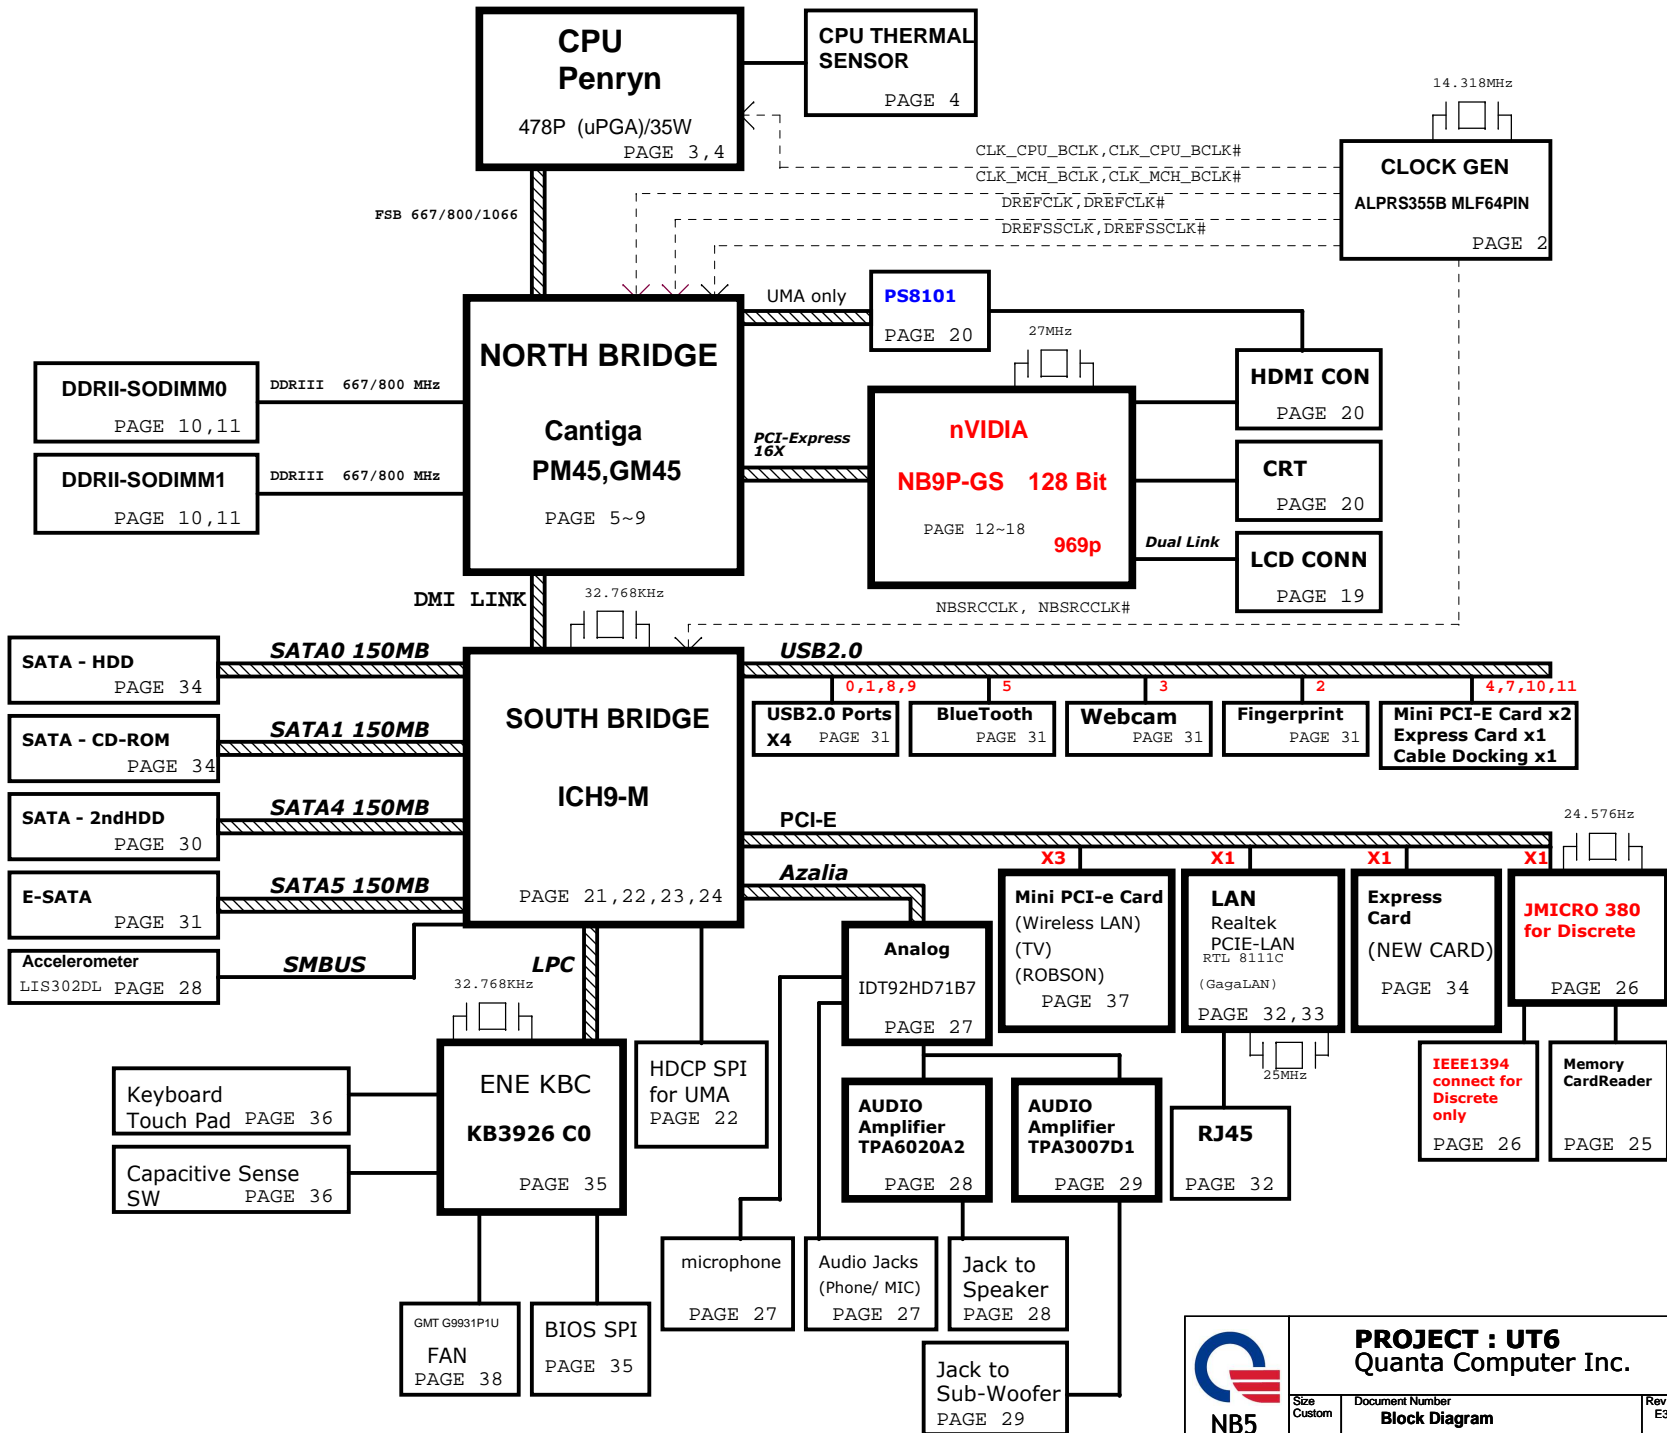 CPU
Penryn
478P (uPGA)/35W
PAGE 3,4
CPU THERMAL
SENSOR
PAGE 4
14.318MHz
CLOCK GEN
ALPRS355B MLF64PIN
PAGE 2
CLK_CPU_BCLK,CLK_CPU_BCLK#
CLK_MCH_BCLK,CLK_MCH_BCLK#
DREFCLK,DREFCLK#
DREFSSCLK,DREFSSCLK#
FSB 667/800/1066
NORTH BRIDGE
Cantiga
PM45,GM45
PAGE 5~9
UMA only
PS8101
PAGE 20
27MHz
DDRII-SODIMM0
PAGE 10,11
DDRIII 667/800 MHz
DDRII-SODIMM1
PAGE 10,11
DDRIII 667/800 MHz
PCI-Express
16X
nVIDIA
NB9P-GS 128 Bit
PAGE 12~18
969p
HDMI CON
PAGE 20
CRT
PAGE 20
Dual Link
LCD CONN
PAGE 19
DMI LINK
32.768KHz
NBSRCCLK, NBSRCCLK#
SATA - HDD
PAGE 34
SATA0 150MB
SATA - CD-ROM
PAGE 34
SATA1 150MB
SATA - 2ndHDD
PAGE 30
SATA4 150MB
E-SATA
PAGE 31
SATA5 150MB
Accelerometer
LIS302DL PAGE 28
SMBUS
SOUTH BRIDGE
ICH9-M
PAGE 21,22,23,24
USB2.0
0,1,8,9
5
3
2
4,7,10,11
USB2.0 Ports
X4 PAGE 31
BlueTooth
PAGE 31
Webcam
PAGE 31
Fingerprint
PAGE 31
Mini PCI-E Card x2
Express Card x1
Cable Docking x1
PCI-E
24.576Hz
X3
X1
X1
X1
Azalia
Mini PCI-e Card
(Wireless LAN)
(TV)
(ROBSON)
PAGE 37
LAN
Realtek
PCIE-LAN
RTL 8111C
(GagaLAN)
PAGE 32,33
Express
Card
(NEW CARD)
PAGE 34
JMICRO 380
for Discrete
PAGE 26
Analog
IDT92HD71B7
PAGE 27
LPC
32.768KHz
ENE KBC
KB3926 C0
PAGE 35
HDCP SPI
for UMA
PAGE 22
Keyboard
Touch Pad PAGE 36
Capacitive Sense
SW PAGE 36
AUDIO
Amplifier
TPA6020A2
PAGE 28
AUDIO
Amplifier
TPA3007D1
PAGE 29
25MHz
RJ45
PAGE 32
IEEE1394
connect for
Discrete
only
PAGE 26
Memory
CardReader
PAGE 25
microphone
PAGE 27
Audio Jacks
(Phone/ MIC)
PAGE 27
Jack to
Speaker
PAGE 28
GMT G9931P1U
FAN
PAGE 38
BIOS SPI
PAGE 35
Jack to
Sub-Woofer
PAGE 29
NB5
PROJECT : UT6
Quanta Computer Inc.
Size
Custom
Document Number
Block Diagram
Rev
E3